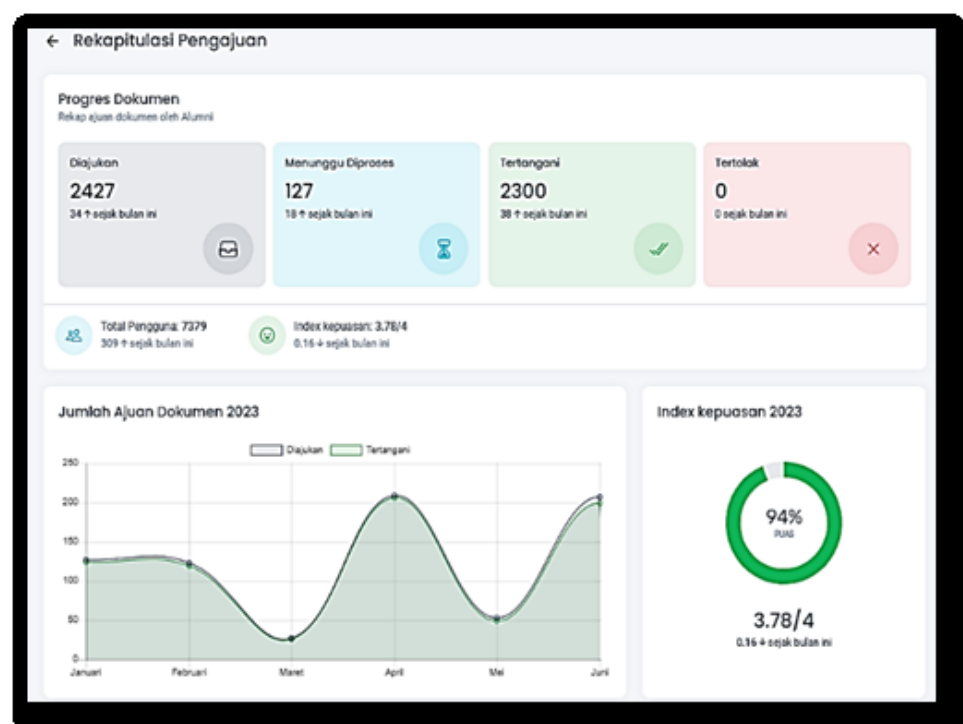 ← Rekapitulasi Pengajuan
Progres Dokumen
Rekap ajuan dokumen oleh Alumni
Diajukan
2427
34 ↑ sejak bulan ini
Menunggu Diproses
127
18 ↑ sejak bulan ini
Tertangani
2300
38 ↑ sejak bulan ini
Tertolak
0
0 sejak bulan ini
Total Pengguna: 7379
309 ↑ sejak bulan ini
Index kepuasan: 3.78/4
0.16 ↓ sejak bulan ini
Jumlah Ajuan Dokumen 2023
Diajukan Tertangani
250
200
150
100
50
0
Januari Februari Maret April Mei Juni
Index kepuasan 2023
94%
PUAS
3.78/4
0.16 ↓ sejak bulan ini